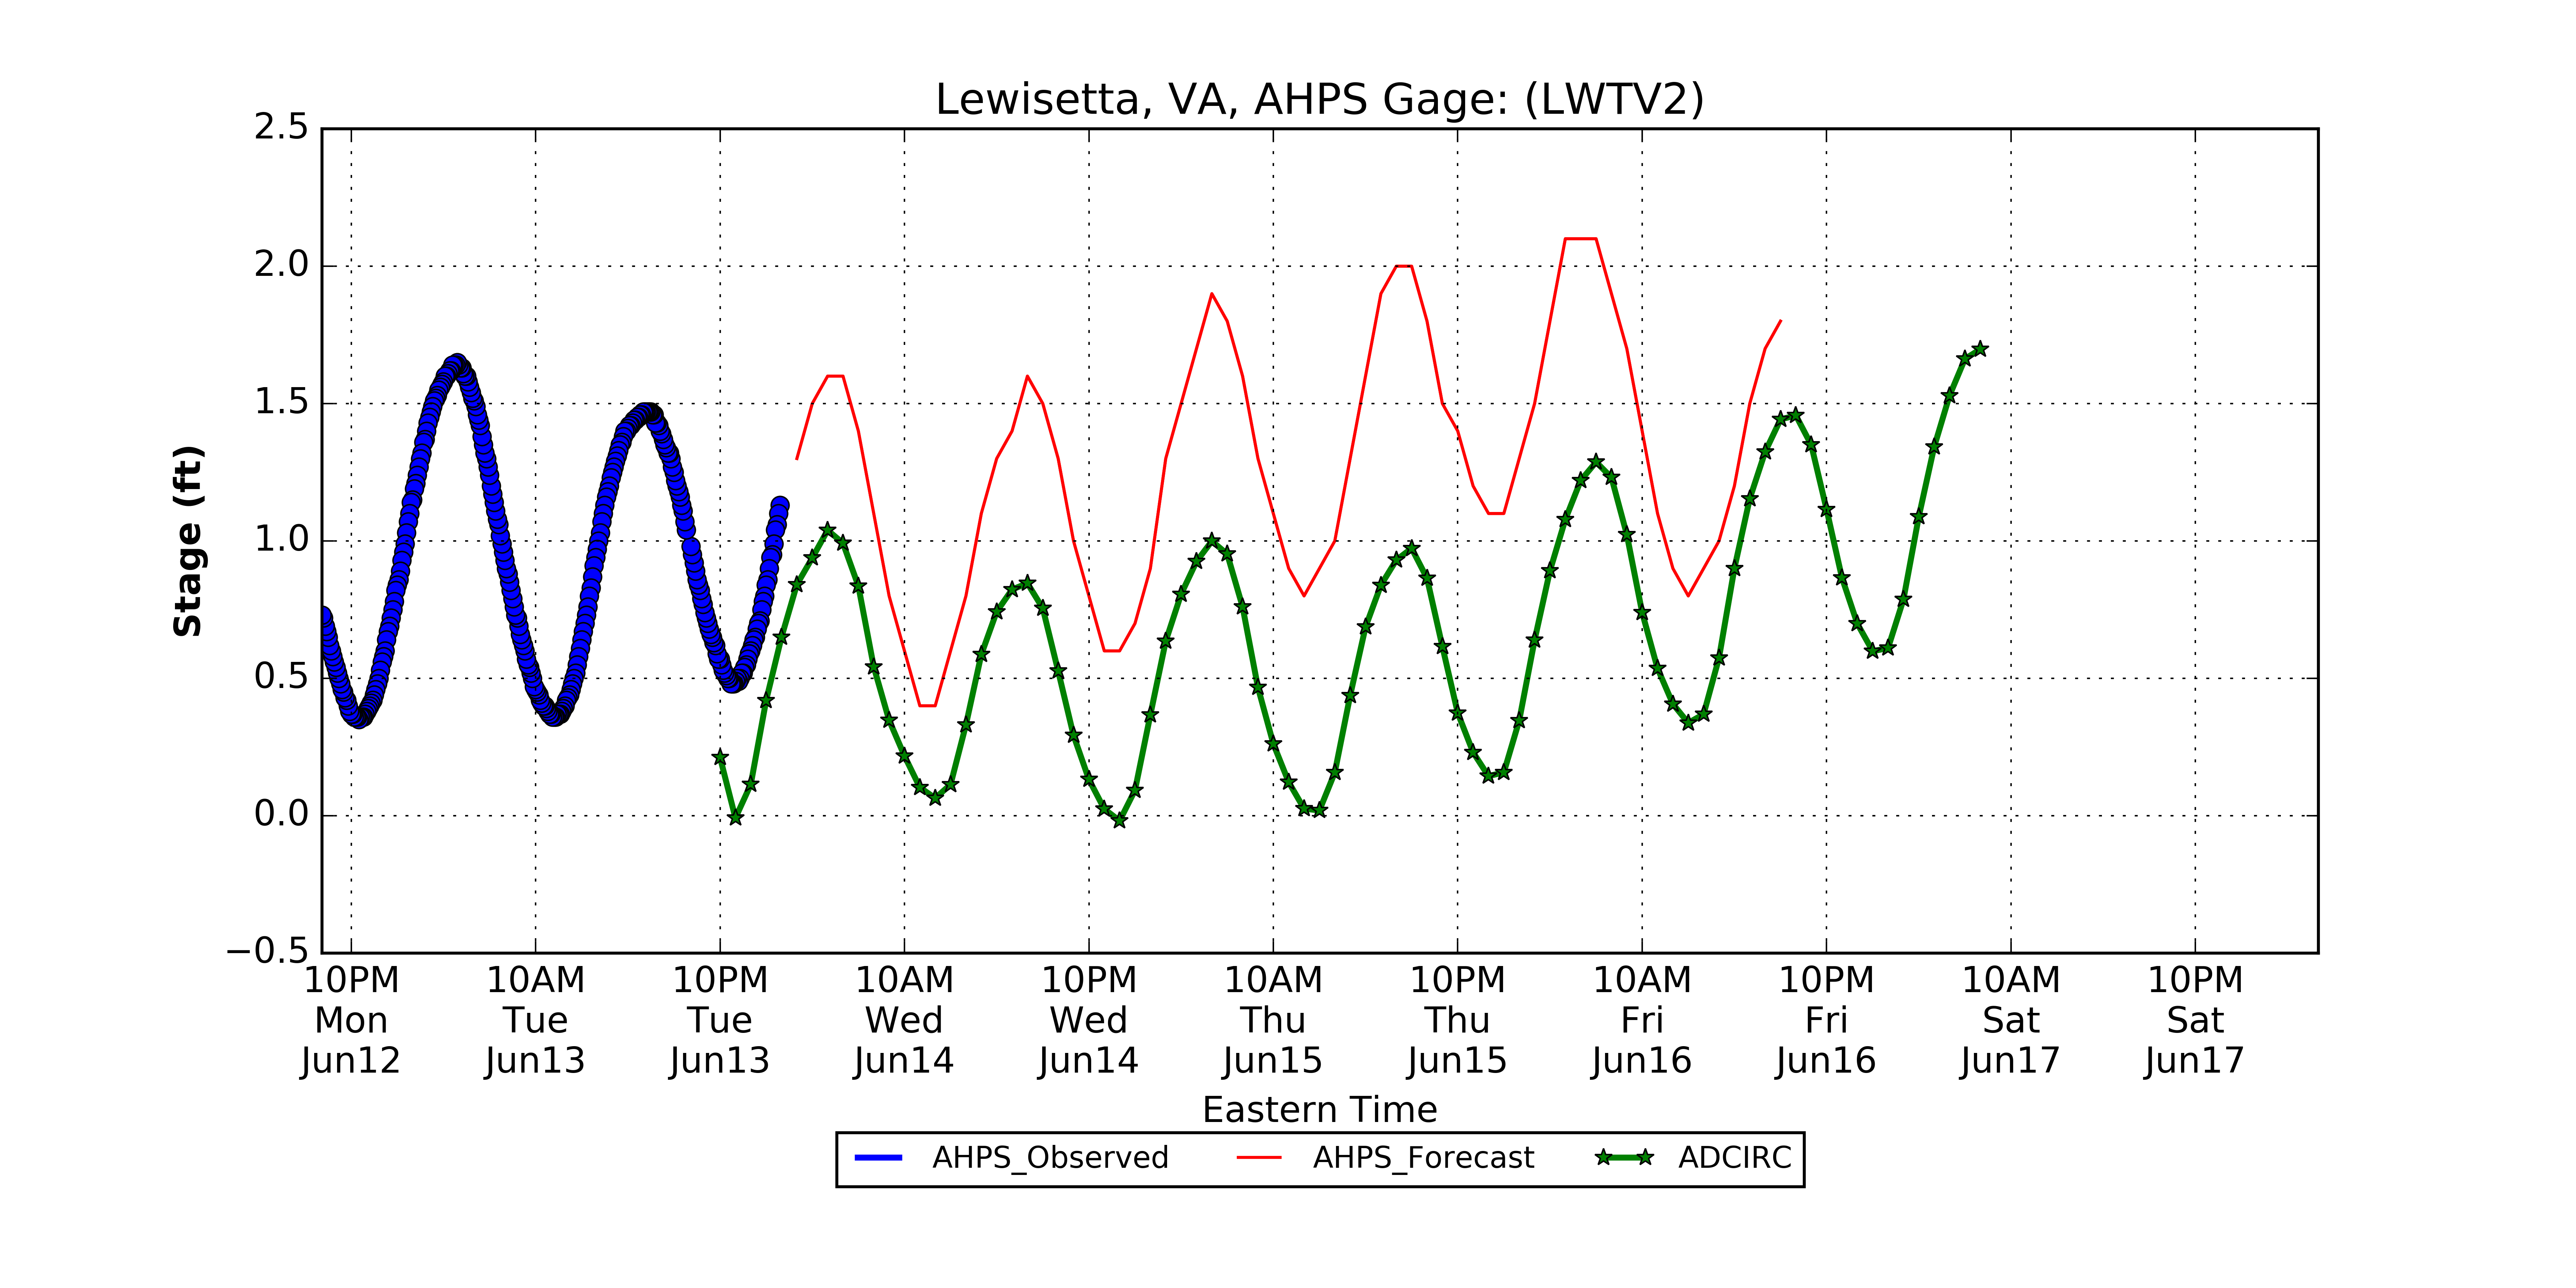 Lewisetta, VA, AHPS Gage: (LWTV2)
2.5
2.0
1.5
1.0
0.5
0.0
−0.5
Stage (ft)
10PM 10AM 10PM 10AM 10PM 10AM 10PM 10AM 10PM 10AM 10PM
Mon Tue Tue Wed Wed Thu Thu Fri Fri Sat Sat
Jun12 Jun13 Jun13 Jun14 Jun14 Jun15 Jun15 Jun16 Jun16 Jun17 Jun17
Eastern Time
AHPS_Observed AHPS_Forecast ADCIRC